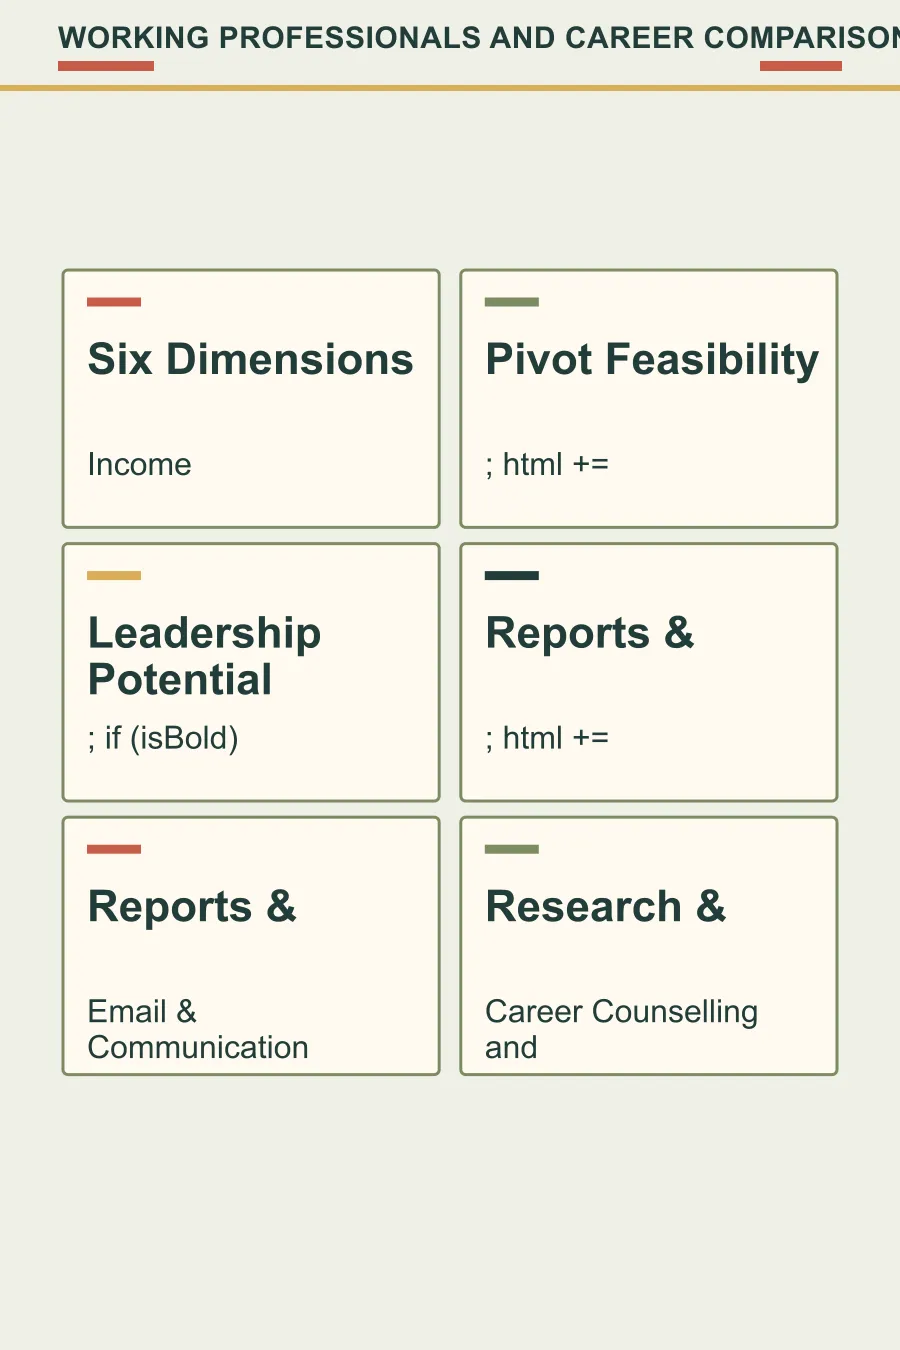 WORKING PROFESSIONALS AND CAREER COMPARISON
Six Dimensions
Income
Pivot Feasibility
; html +=
Leadership
Potential
; if (isBold)
Reports &
; html +=
Reports &
Email &
Communication
Research &
Career Counselling
and